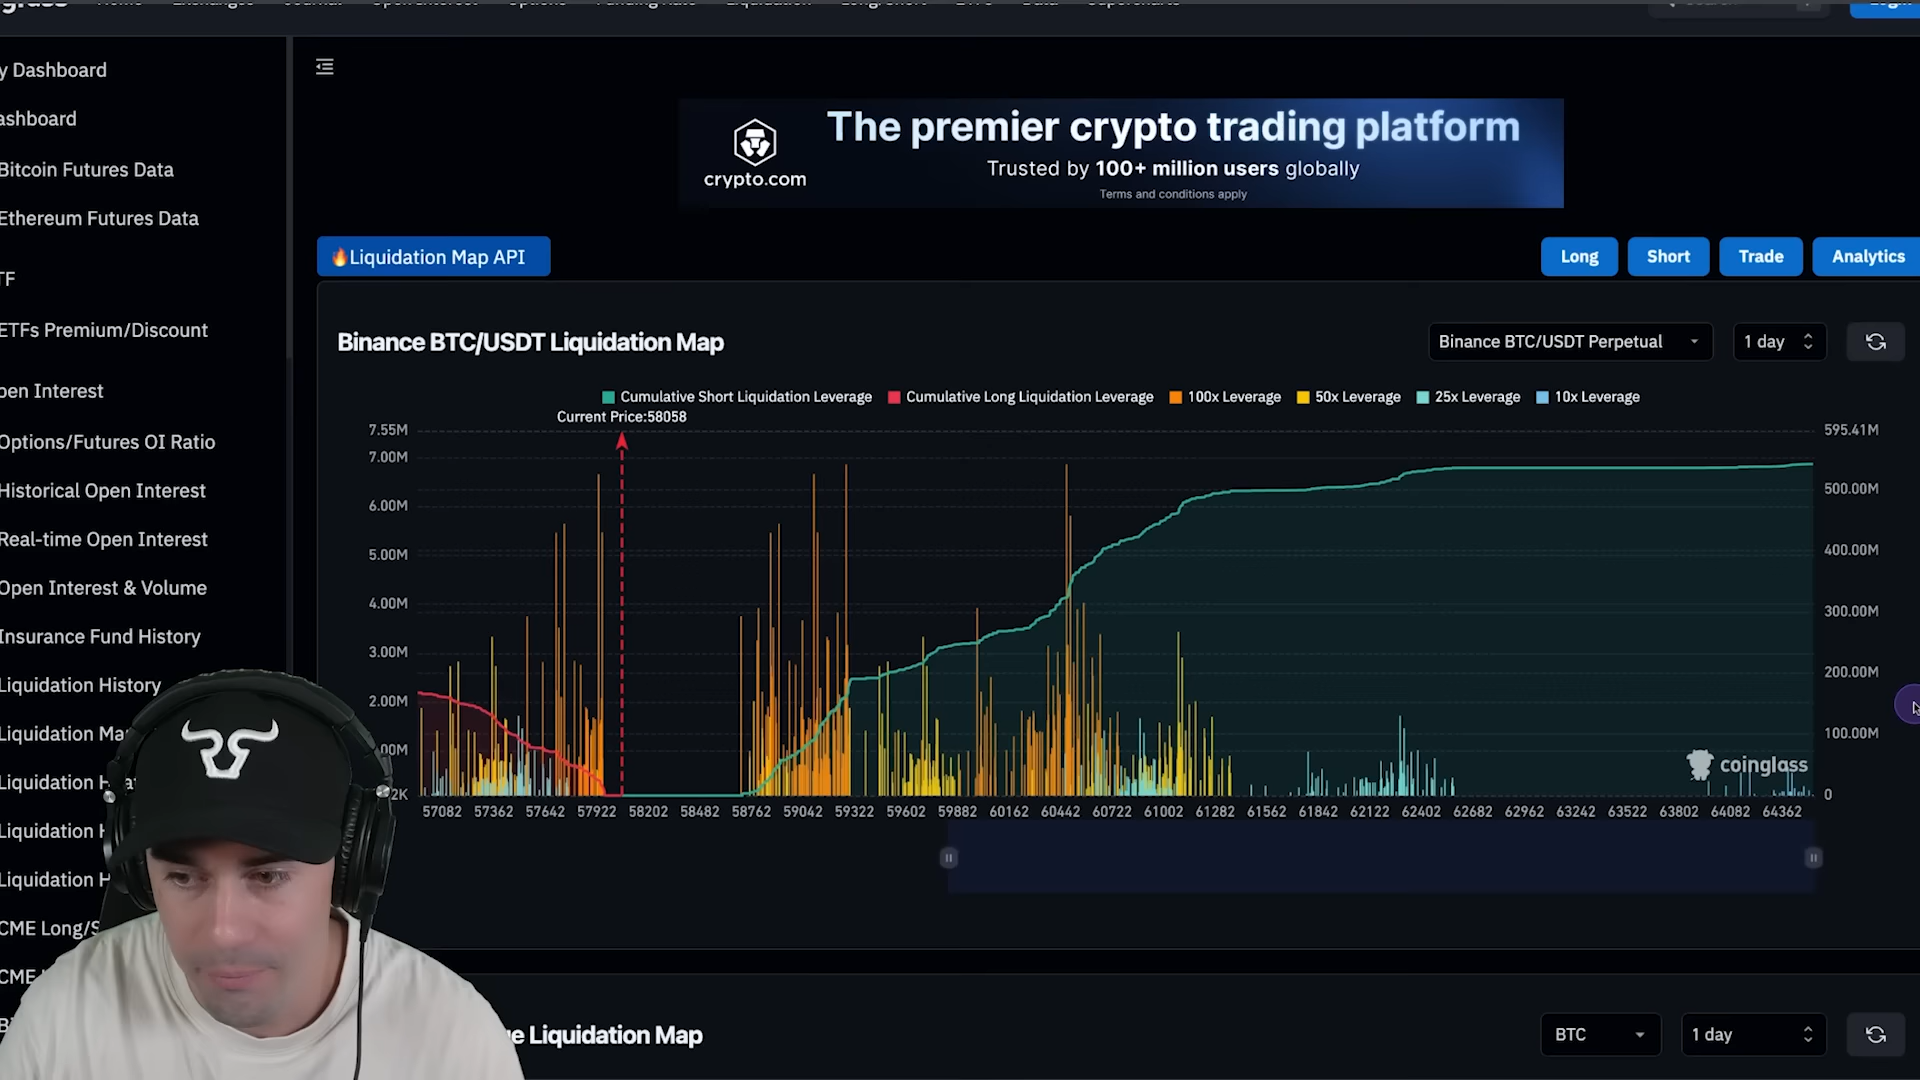 y Dashboard
ashboard
Bitcoin Futures Data
Ethereum Futures Data
TF
ETFs Premium/Discount
pen Interest
Options/Futures OI Ratio
Historical Open Interest
Real-time Open Interest
Open Interest & Volume
Insurance Fund History
Liquidation History
Liquidation Ma
Liquidation H
Liquidation H
Liquidation H
CME Long/S
CME
crypto.com
The premier crypto trading platform
Trusted by 100+ million users globally
Terms and conditions apply
🔥Liquidation Map API
Long Short Trade Analytics
Binance BTC/USDT Liquidation Map
Binance BTC/USDT Perpetual 1 day
Cumulative Short Liquidation Leverage Cumulative Long Liquidation Leverage 100x Leverage 50x Leverage 25x Leverage 10x Leverage
Current Price:58058
7.55M 595.41M
7.00M
500.00M
6.00M
5.00M 400.00M
4.00M 300.00M
3.00M
200.00M
2.00M
100.00M
00M
coinglass
2K 0
57082 57362 57642 57922 58202 58482 58762 59042 59322 59602 59882 60162 60442 60722 61002 61282 61562 61842 62122 62402 62682 62962 63242 63522 63802 64082 64362
e Liquidation Map
BTC 1 day